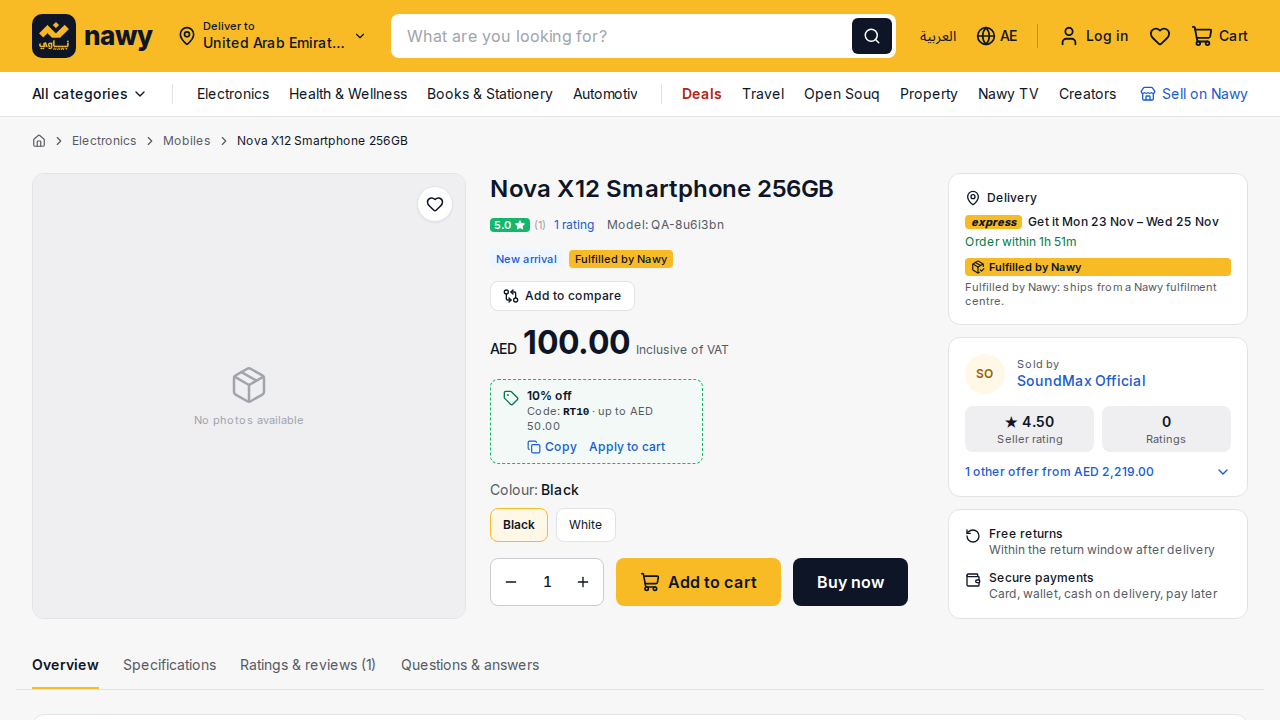 نـاوي
NAWY
nawy
Deliver to
United Arab Emirat...
What are you looking for?
العربية
AE
Log in
Cart
All categories
Electronics
Health & Wellness
Books & Stationery
Automotiv
Deals
Travel
Open Souq
Property
Nawy TV
Creators
Sell on Nawy
Electronics
Mobiles
Nova X12 Smartphone 256GB
No photos available
Nova X12 Smartphone 256GB
5.0 ★ (1) 1 rating Model: QA-8u6l3bn
New arrival
Fulfilled by Nawy
Add to compare
AED 100.00 Inclusive of VAT
10% off
Code: RT10 · up to AED
50.00
Copy
Apply to cart
Colour: Black
Black
White
− 1 +
Add to cart
Buy now
Delivery
express Get it Mon 23 Nov – Wed 25 Nov
Order within 1h 51m
Fulfilled by Nawy
Fulfilled by Nawy: ships from a Nawy fulfilment
centre.
SO
Sold by
SoundMax Official
★ 4.50
Seller rating
0
Ratings
1 other offer from AED 2,219.00
Free returns
Within the return window after delivery
Secure payments
Card, wallet, cash on delivery, pay later
Overview
Specifications
Ratings & reviews (1)
Questions & answers